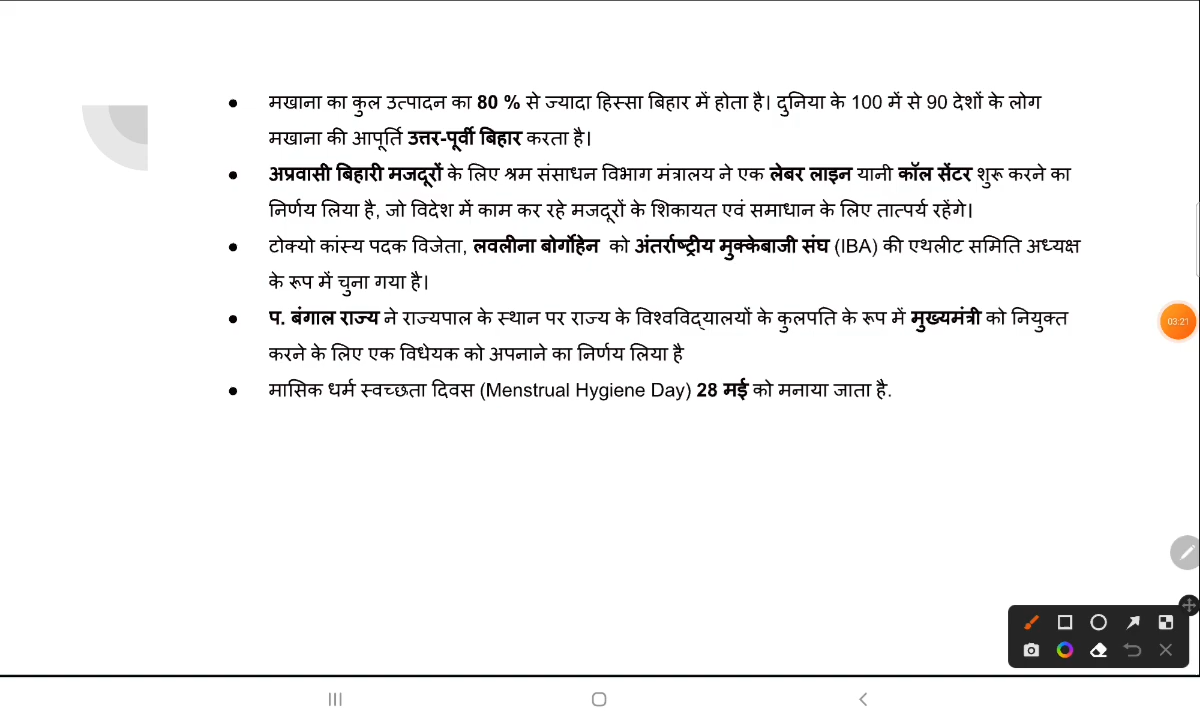 ● मखाना का कुल उत्पादन का 80 % से ज्यादा हिस्सा बिहार में होता है। दुनिया के 100 में से 90 देशों के लोग
मखाना की आपूर्ति उत्तर-पूर्वी बिहार करता है।
● अप्रवासी बिहारी मजदूरों के लिए श्रम संसाधन विभाग मंत्रालय ने एक लेबर लाइन यानी कॉल सेंटर शुरू करने का
निर्णय लिया है, जो विदेश में काम कर रहे मजदूरों के शिकायत एवं समाधान के लिए तात्पर्य रहेंगे।
● टोक्यो कांस्य पदक विजेता, लवलीना बोर्गोहेन को अंतर्राष्ट्रीय मुक्केबाजी संघ (IBA) की एथलीट समिति अध्यक्ष
के रूप में चुना गया है।
● प. बंगाल राज्य ने राज्यपाल के स्थान पर राज्य के विश्वविद्यालयों के कुलपति के रूप में मुख्यमंत्री को नियुक्त
करने के लिए एक विधेयक को अपनाने का निर्णय लिया है
● मासिक धर्म स्वच्छता दिवस (Menstrual Hygiene Day) 28 मई को मनाया जाता है.
03:21